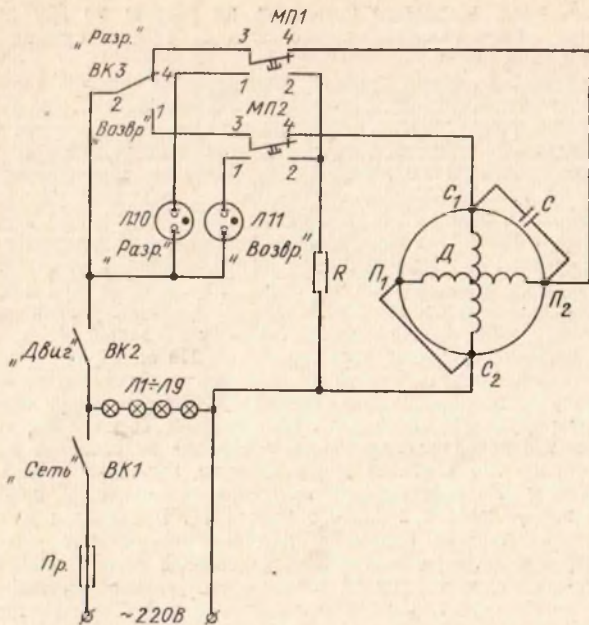 МП1
„Разр."
3 4
ВК3
4
2
1 2
1
МП2
„Возвр"
3 4
1 2
С₁
С
Л10
Л11
„Разр."
„Возвр."
R
Д
П₁
П₂
С₂
„Двиг."
ВК2
Л1÷Л9
„Сеть"
ВК1
Пр.
~220В